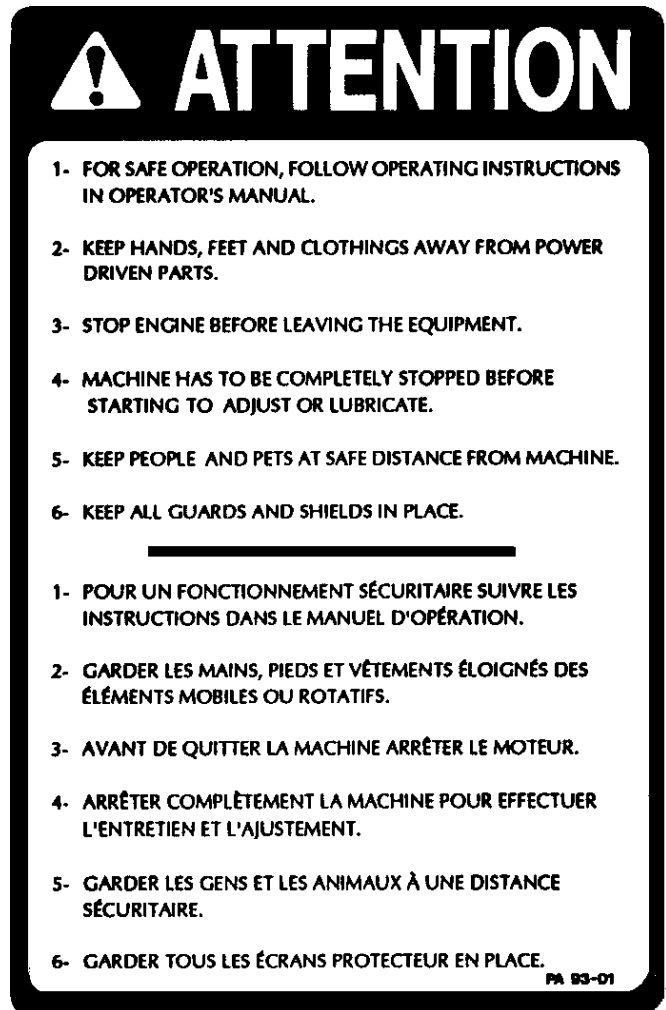 ATTENTION
1- FOR SAFE OPERATION, FOLLOW OPERATING INSTRUCTIONS
IN OPERATOR'S MANUAL.
2- KEEP HANDS, FEET AND CLOTHINGS AWAY FROM POWER
DRIVEN PARTS.
3- STOP ENGINE BEFORE LEAVING THE EQUIPMENT.
4- MACHINE HAS TO BE COMPLETELY STOPPED BEFORE
STARTING TO ADJUST OR LUBRICATE.
5- KEEP PEOPLE AND PETS AT SAFE DISTANCE FROM MACHINE.
6- KEEP ALL GUARDS AND SHIELDS IN PLACE.
1- POUR UN FONCTIONNEMENT SÉCURITAIRE SUIVRE LES
INSTRUCTIONS DANS LE MANUEL D'OPÉRATION.
2- GARDER LES MAINS, PIEDS ET VÊTEMENTS ÉLOIGNÉS DES
ÉLÉMENTS MOBILES OU ROTATIFS.
3- AVANT DE QUITTER LA MACHINE ARRÊTER LE MOTEUR.
4- ARRÊTER COMPLÈTEMENT LA MACHINE POUR EFFECTUER
L'ENTRETIEN ET L'AJUSTEMENT.
5- GARDER LES GENS ET LES ANIMAUX À UNE DISTANCE
SÉCURITAIRE.
6- GARDER TOUS LES ÉCRANS PROTECTEUR EN PLACE.
PA 93-01